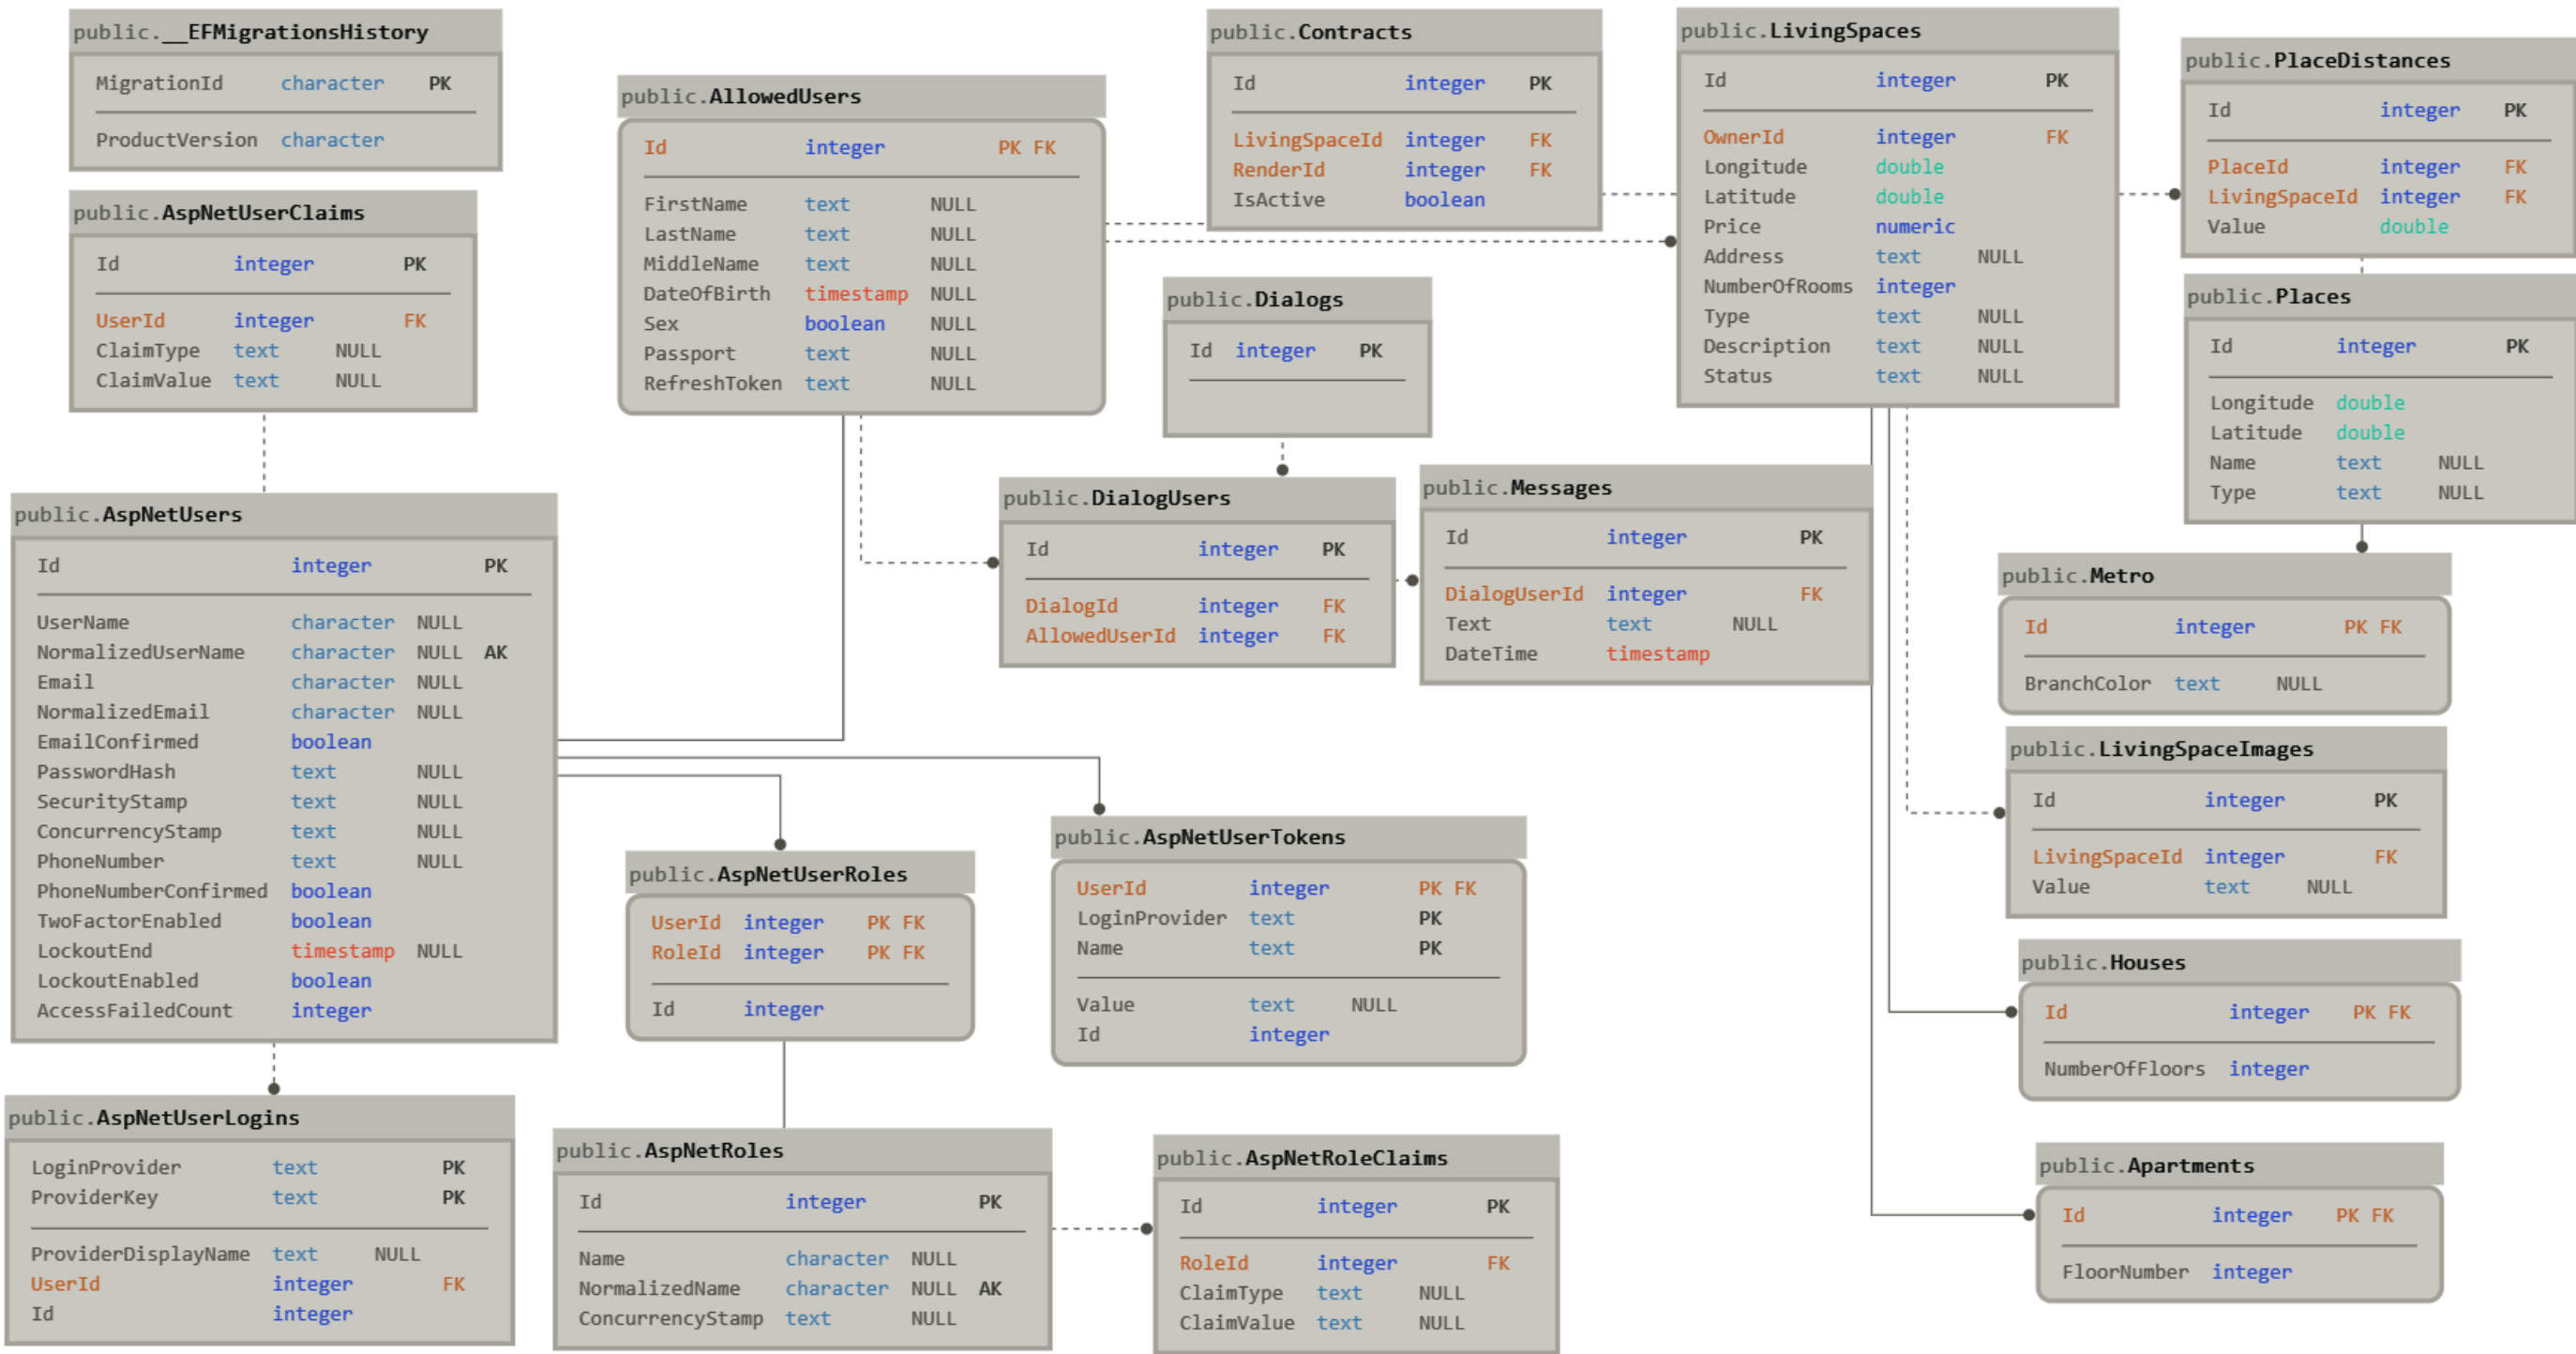 public.__EFMigrationsHistory
MigrationId character PK
ProductVersion character
public.AspNetUserClaims
Id integer PK
UserId integer FK
ClaimType text NULL
ClaimValue text NULL
public.AspNetUsers
Id integer PK
UserName character NULL
NormalizedUserName character NULL AK
Email character NULL
NormalizedEmail character NULL
EmailConfirmed boolean
PasswordHash text NULL
SecurityStamp text NULL
ConcurrencyStamp text NULL
PhoneNumber text NULL
PhoneNumberConfirmed boolean
TwoFactorEnabled boolean
LockoutEnd timestamp NULL
LockoutEnabled boolean
AccessFailedCount integer
public.AspNetUserLogins
LoginProvider text PK
ProviderKey text PK
ProviderDisplayName text NULL
UserId integer FK
Id integer
public.AllowedUsers
Id integer PK FK
FirstName text NULL
LastName text NULL
MiddleName text NULL
DateOfBirth timestamp NULL
Sex boolean NULL
Passport text NULL
RefreshToken text NULL
public.AspNetUserRoles
UserId integer PK FK
RoleId integer PK FK
Id integer
public.AspNetRoles
Id integer PK
Name character NULL
NormalizedName character NULL AK
ConcurrencyStamp text NULL
public.Contracts
Id integer PK
LivingSpaceId integer FK
RenderId integer FK
IsActive boolean
public.Dialogs
Id integer PK
public.DialogUsers
Id integer PK
DialogId integer FK
AllowedUserId integer FK
public.Messages
Id integer PK
DialogUserId integer FK
Text text NULL
DateTime timestamp
public.AspNetUserTokens
UserId integer PK FK
LoginProvider text PK
Name text PK
Value text NULL
Id integer
public.AspNetRoleClaims
Id integer PK
RoleId integer FK
ClaimType text NULL
ClaimValue text NULL
public.LivingSpaces
Id integer PK
OwnerId integer FK
Longitude double
Latitude double
Price numeric
Address text NULL
NumberOfRooms integer
Type text NULL
Description text NULL
Status text NULL
public.PlaceDistances
Id integer PK
PlaceId integer FK
LivingSpaceId integer FK
Value double
public.Places
Id integer PK
Longitude double
Latitude double
Name text NULL
Type text NULL
public.Metro
Id integer PK FK
BranchColor text NULL
public.LivingSpaceImages
Id integer PK
LivingSpaceId integer FK
Value text NULL
public.Houses
Id integer PK FK
NumberOfFloors integer
public.Apartments
Id integer PK FK
FloorNumber integer